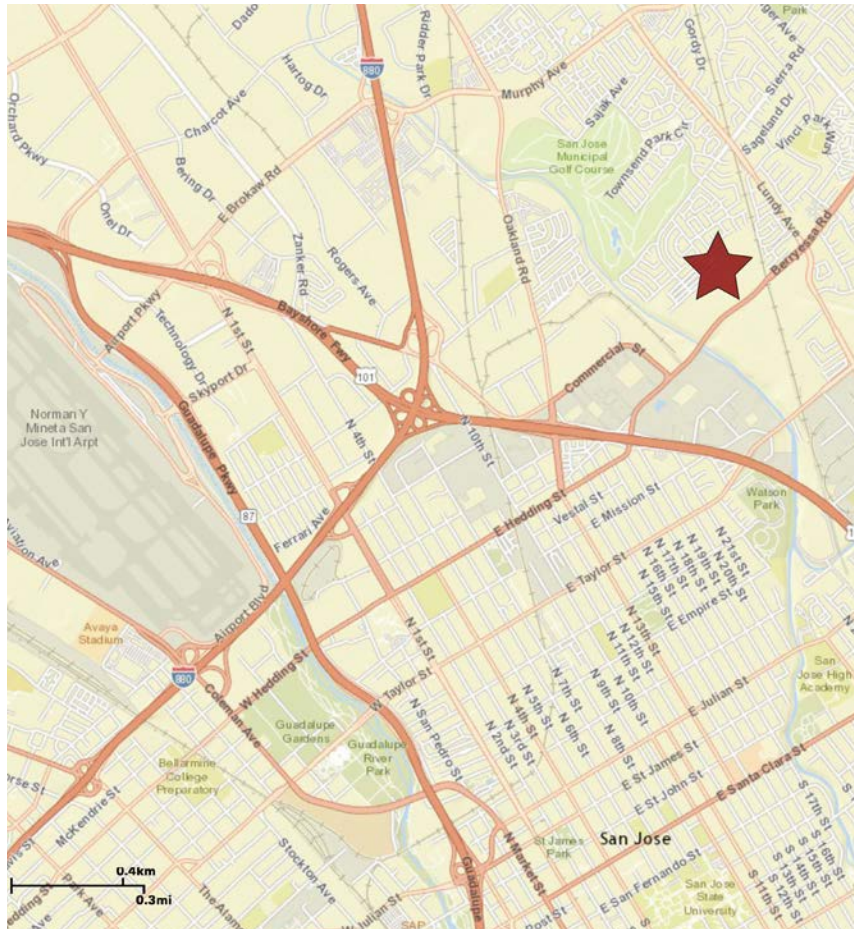 Park
Dado
Ridder Park Dr
Gordy Dr
Sierra Rd
880
Hartog Dr
Murphy Ave
Sajak Ave
Sageland Dr
Vinci Park
Way
Orchard Pkwy
Charcot Ave
San Jose
Municipal
Golf Course
Townsend Park Cir
Bering Dr
E Brokaw Rd
Lundy Ave
Onel Dr
Zanker Rd
Oakland Rd
Berryessa Rd
Rogers Ave
Airport Pkwy
N 1st St
Bayshore Fwy
Technology Dr
Skyport Dr
101
Commercial St
Norman Y
Mineta San
Jose Int'l Arpt
Guadalupe Pkwy
N 4th St
N 10th St
Watson
Park
E Hedding St
Vestal St
E Mission St
87
Ferrari Ave
1
Aviation Ave
E Taylor St
N 21st St
N 20th St
N 19th St
N 18th St
N 17th St
N 16th St
N 15th St
E Empire St
Airport Blvd
Avaya
Stadium
N 1st St
N 13th St
N 12th St
N 11th St
N 10th St
N 9th St
N 8th St
San
Jose High
Academy
880
W Hedding St
W Taylor St
N 7th St
N 6th St
N 5th St
N 4th St
N 3rd St
N 2nd St
E Julian St
Coleman Ave
Guadalupe
Gardens
N San Pedro St
Guadalupe
River
Park
Bellarmine
College
Preparatory
E St James St
E Santa Clara St
E St John St
McKendrie St
San Jose
St James
Park
N Market St
S 17th St
S 16th St
S 15th St
S 14th St
S 13th St
S 12th St
S 11th St
Stockton Ave
Guadalupe
0.4km
0.3mi
E San Fernando St
San Jose
State
University
Hedding St
Park Ave
The Alam
W Julian St
SAP
Post St